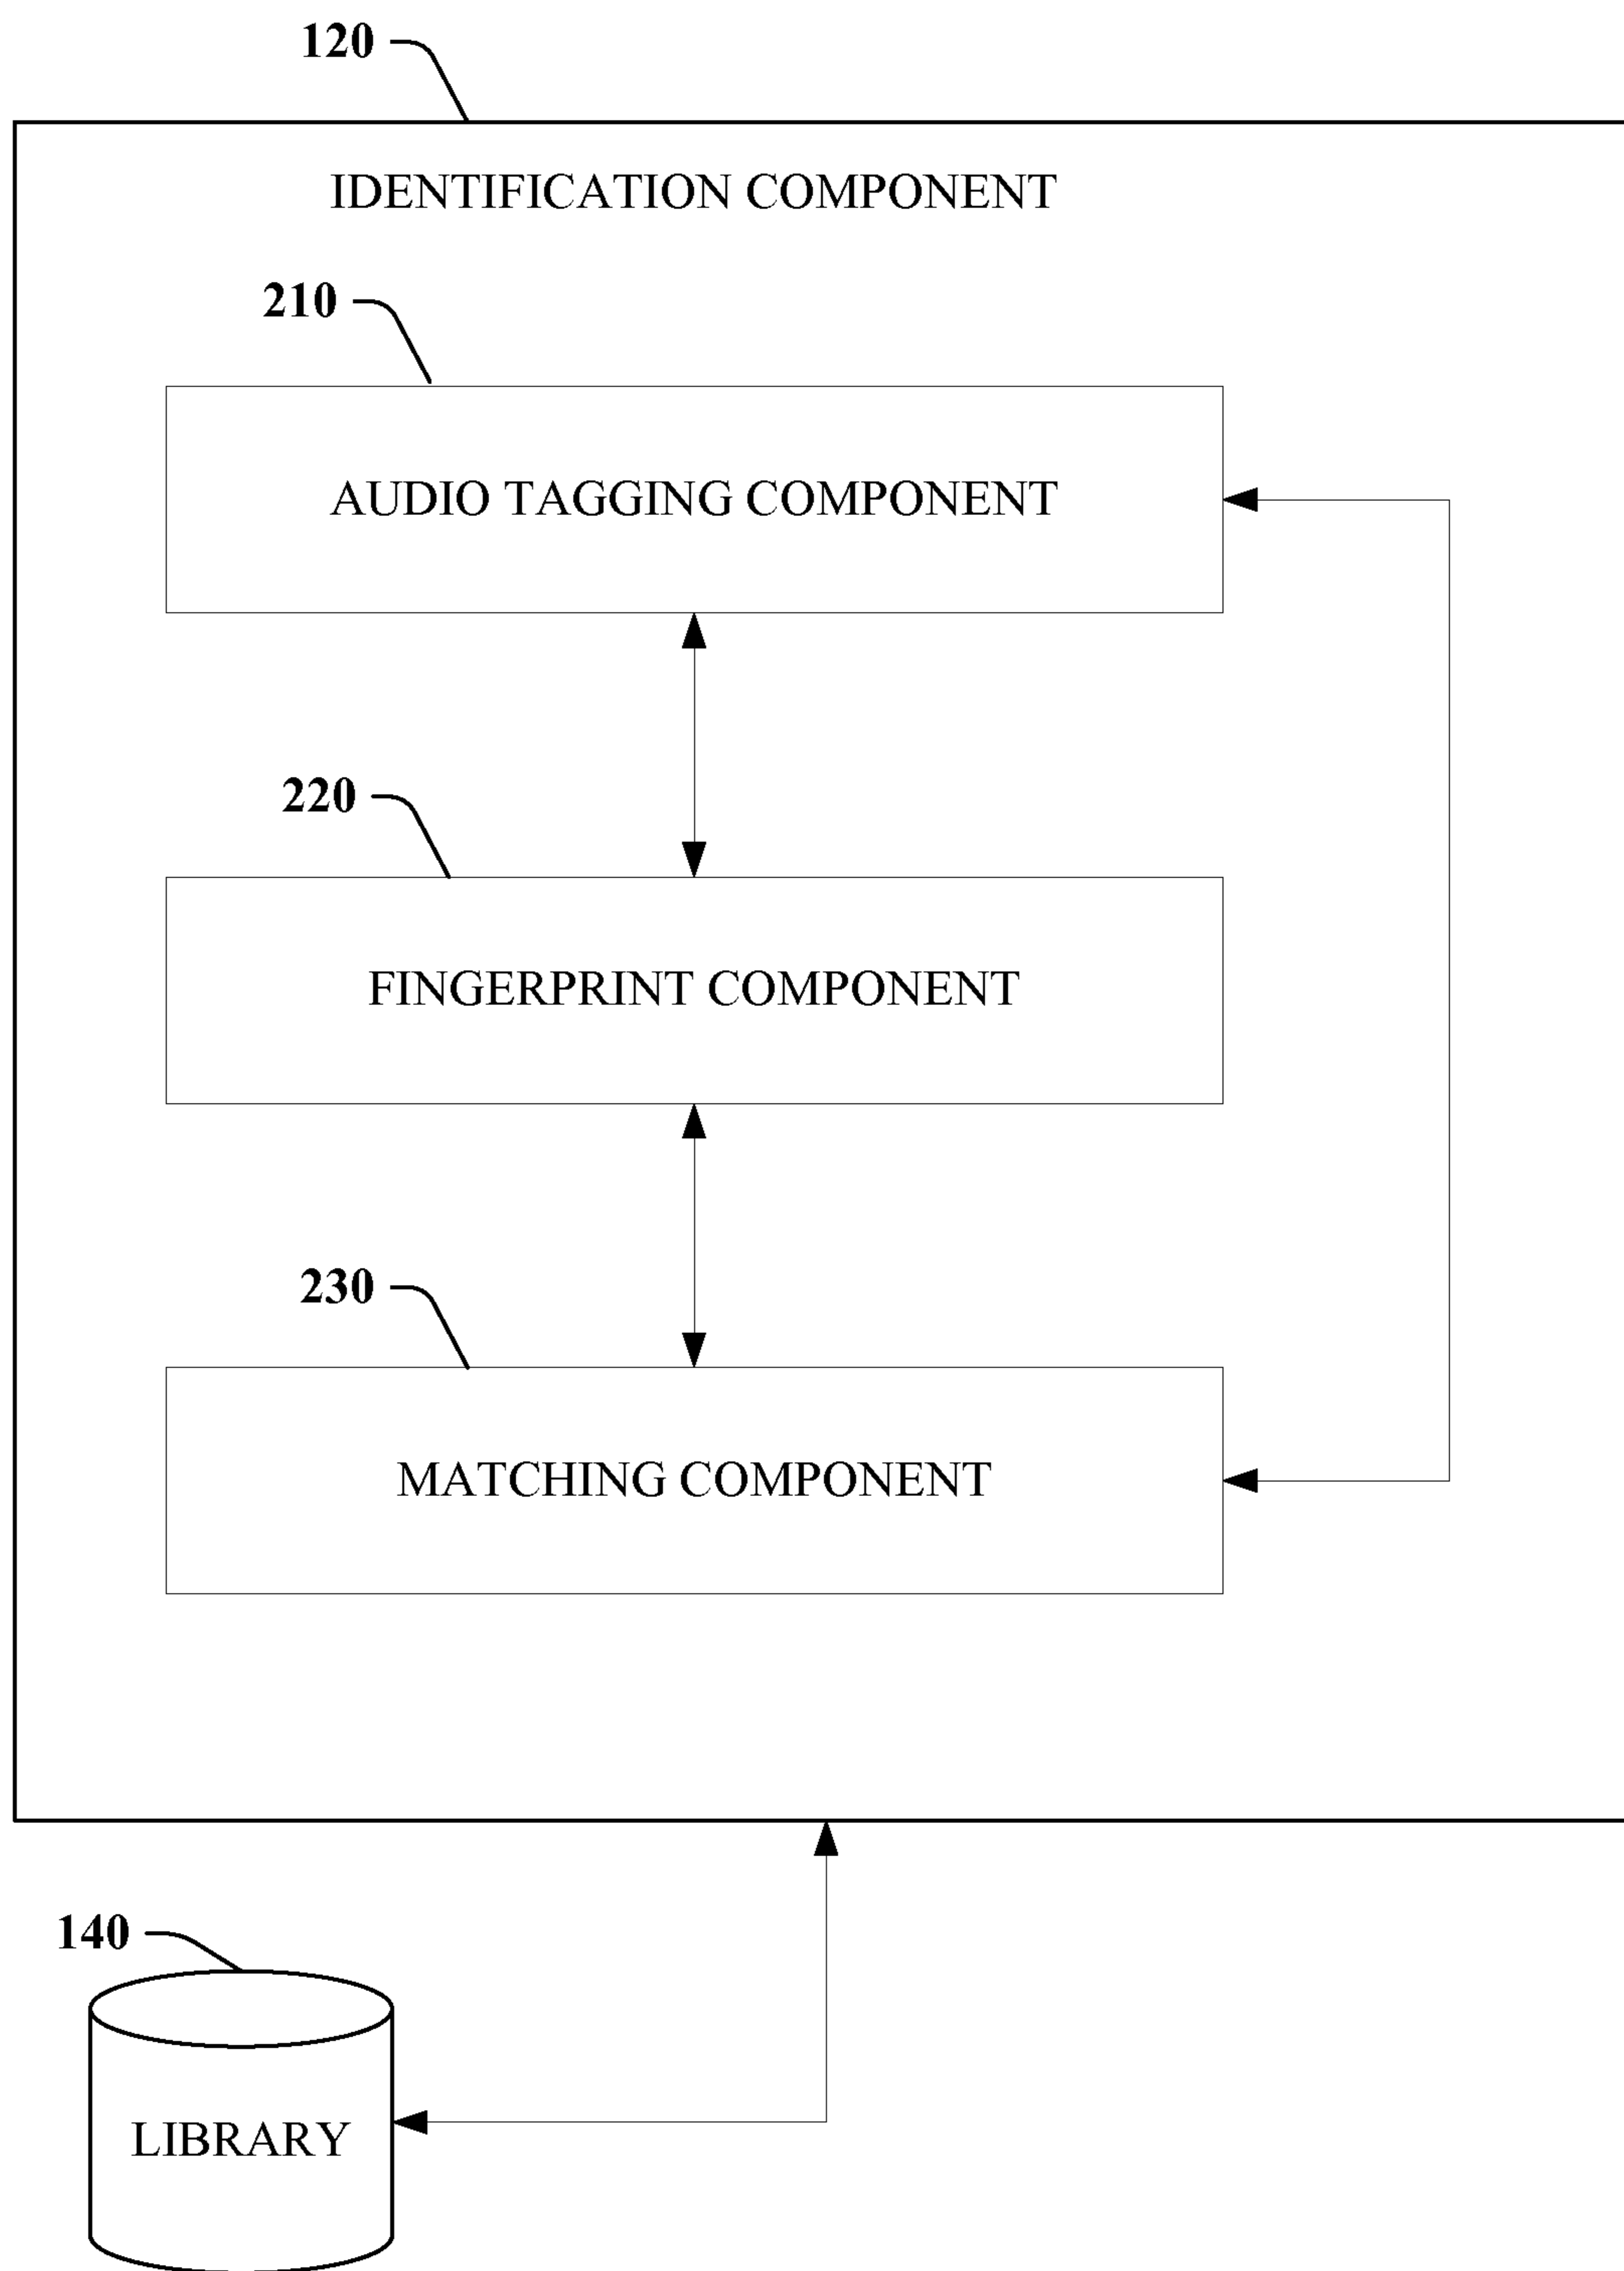 120
IDENTIFICATION COMPONENT
210
AUDIO TAGGING COMPONENT
220
FINGERPRINT COMPONENT
230
MATCHING COMPONENT
140
LIBRARY